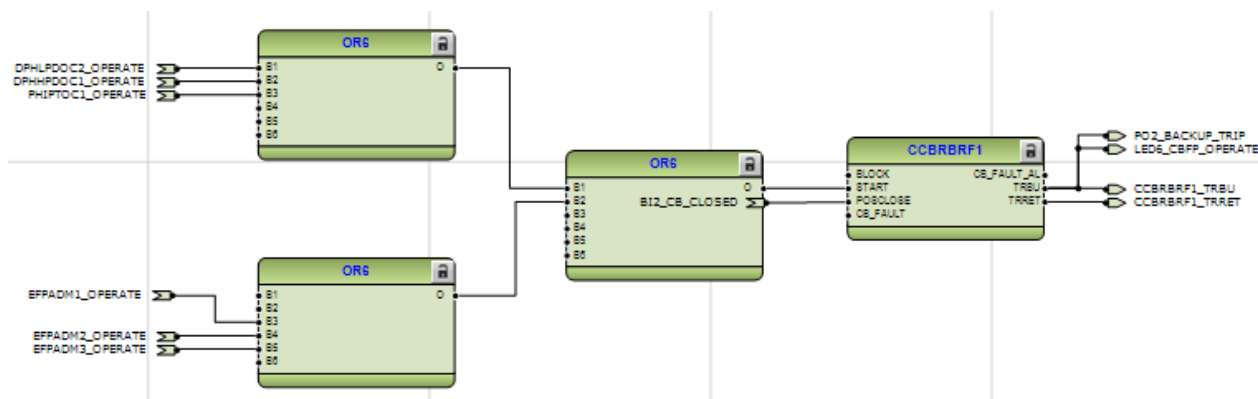 OR6
DPHLPDOC2_OPERATE
DPHHPDOC1_OPERATE
PHIPTOC1_OPERATE
B1
B2
B3
B4
B5
B6
O
OR6
EFPADM1_OPERATE
EFPADM2_OPERATE
EFPADM3_OPERATE
B1
B2
B3
B4
B5
B6
O
OR6
B1
B2
B3
B4
B5
B6
O
BI2_CB_CLOSED
CCBRBRF1
BLOCK
START
POSCLOSE
CB_FAULT
CB_FAULT_AL
TRBU
TRRET
PO2_BACKUP_TRIP
LED6_CBFP_OPERATE
CCBRBRF1_TRBU
CCBRBRF1_TRRET